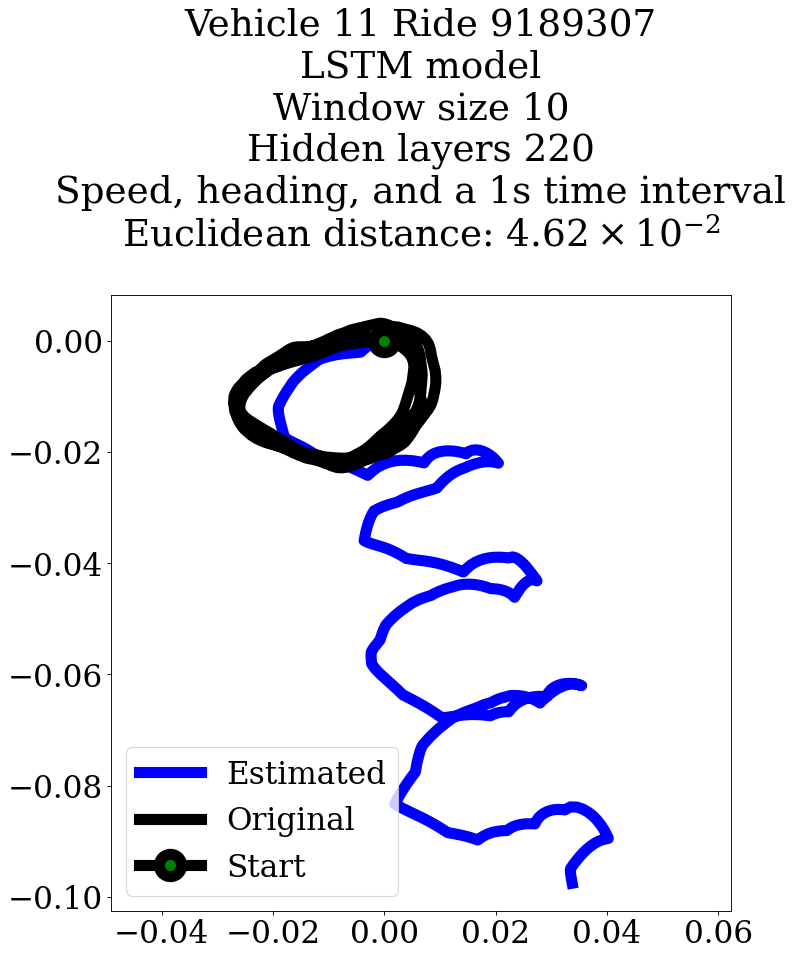 Vehicle 11 Ride 9189307
LSTM model
Window size 10
Hidden layers 220
Speed, heading, and a 1s time interval
Euclidean distance: 4.62 × 10⁻²
0.00
−0.02
−0.04
−0.06
−0.08
−0.10
Estimated
Original
Start
−0.04 −0.02 0.00 0.02 0.04 0.06